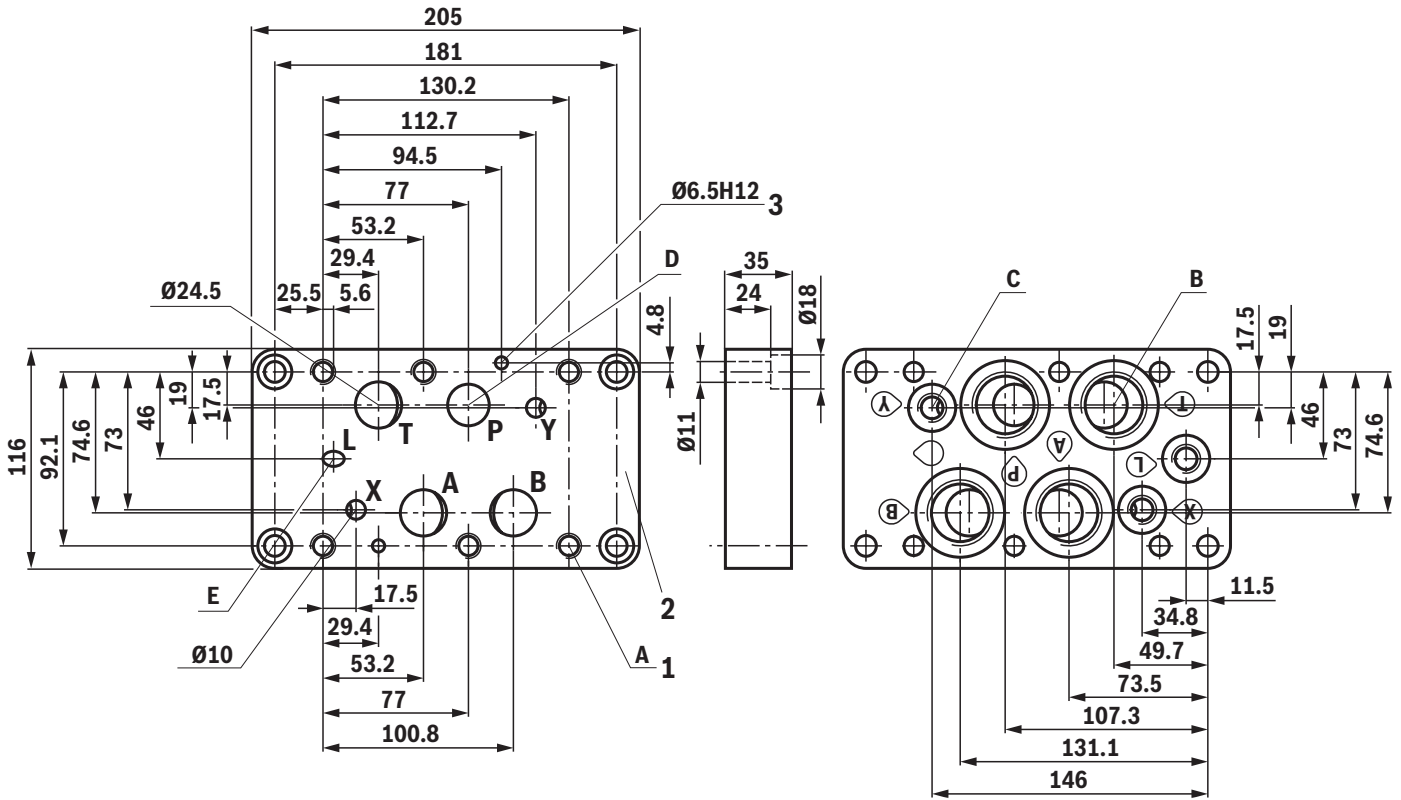 205
181
130.2
112.7
94.5
77
53.2
29.4
25.5
5.6
Ø24.5
Ø6.5H12 3
D
4.8
116
92.1
74.6
73
46
19
17.5
L
T
P
Y
X
A
B
E
Ø10
17.5
29.4
53.2
77
100.8
A 1
2
35
24
Ø18
Ø11
C
B
17.5
19
46
73
74.6
Y
T
A
P
L
B
X
11.5
34.8
49.7
73.5
107.3
131.1
146